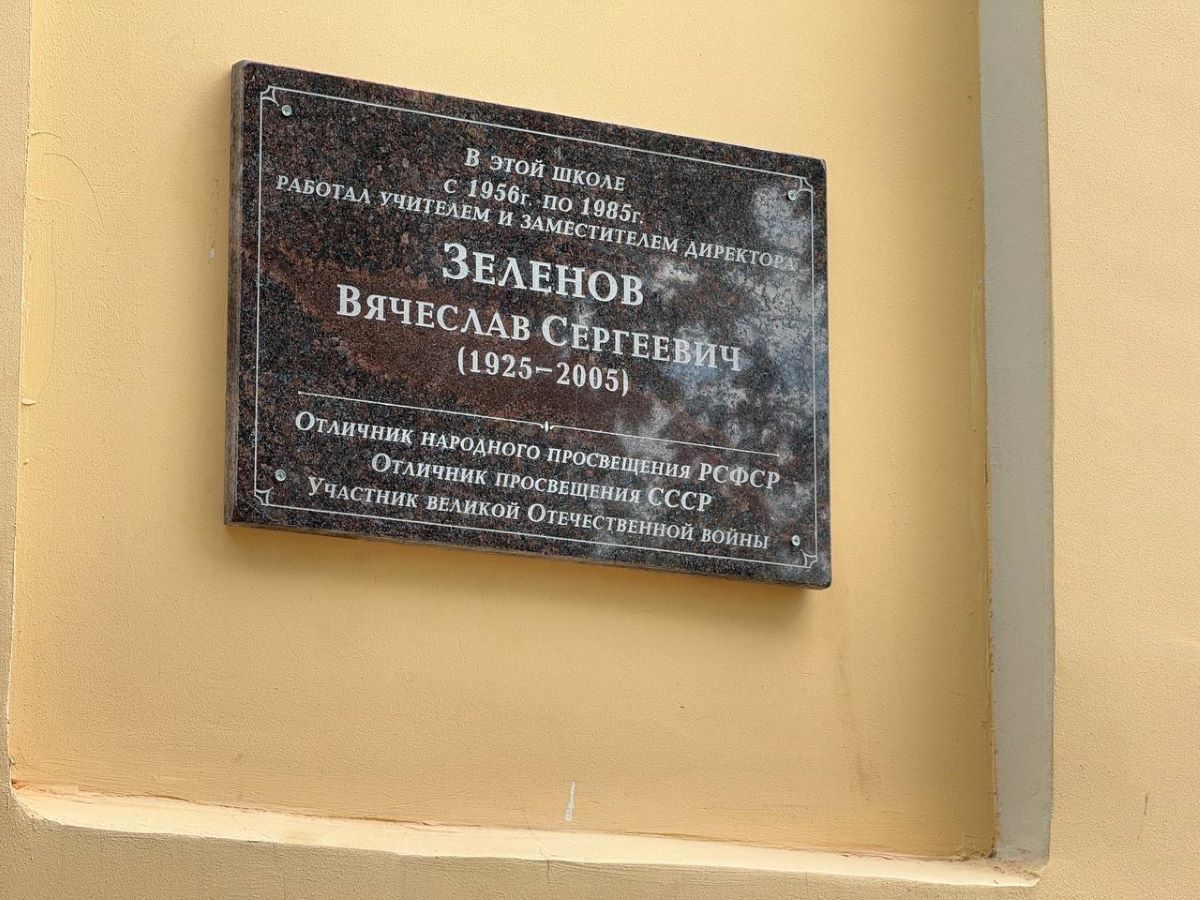 В этой школе
с 1956г. по 1985г.
работал учителем и заместителем директора
Зеленов
Вячеслав Сергеевич
(1925–2005)
Отличник народного просвещения РСФСР
Отличник просвещения СССР
Участник великой Отечественной войны